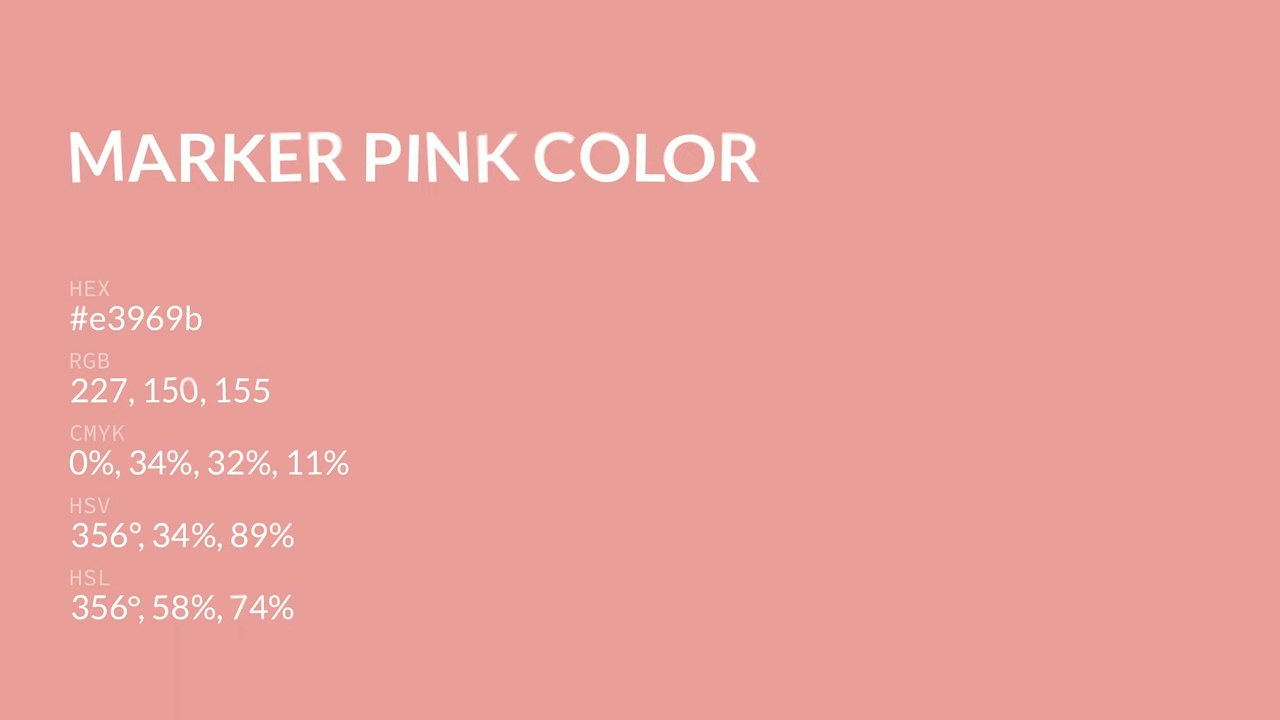 MARKER PINK COLOR
HEX
#e3969b
RGB
227, 150, 155
CMYK
0%, 34%, 32%, 11%
HSV
356°, 34%, 89%
HSL
356°, 58%, 74%